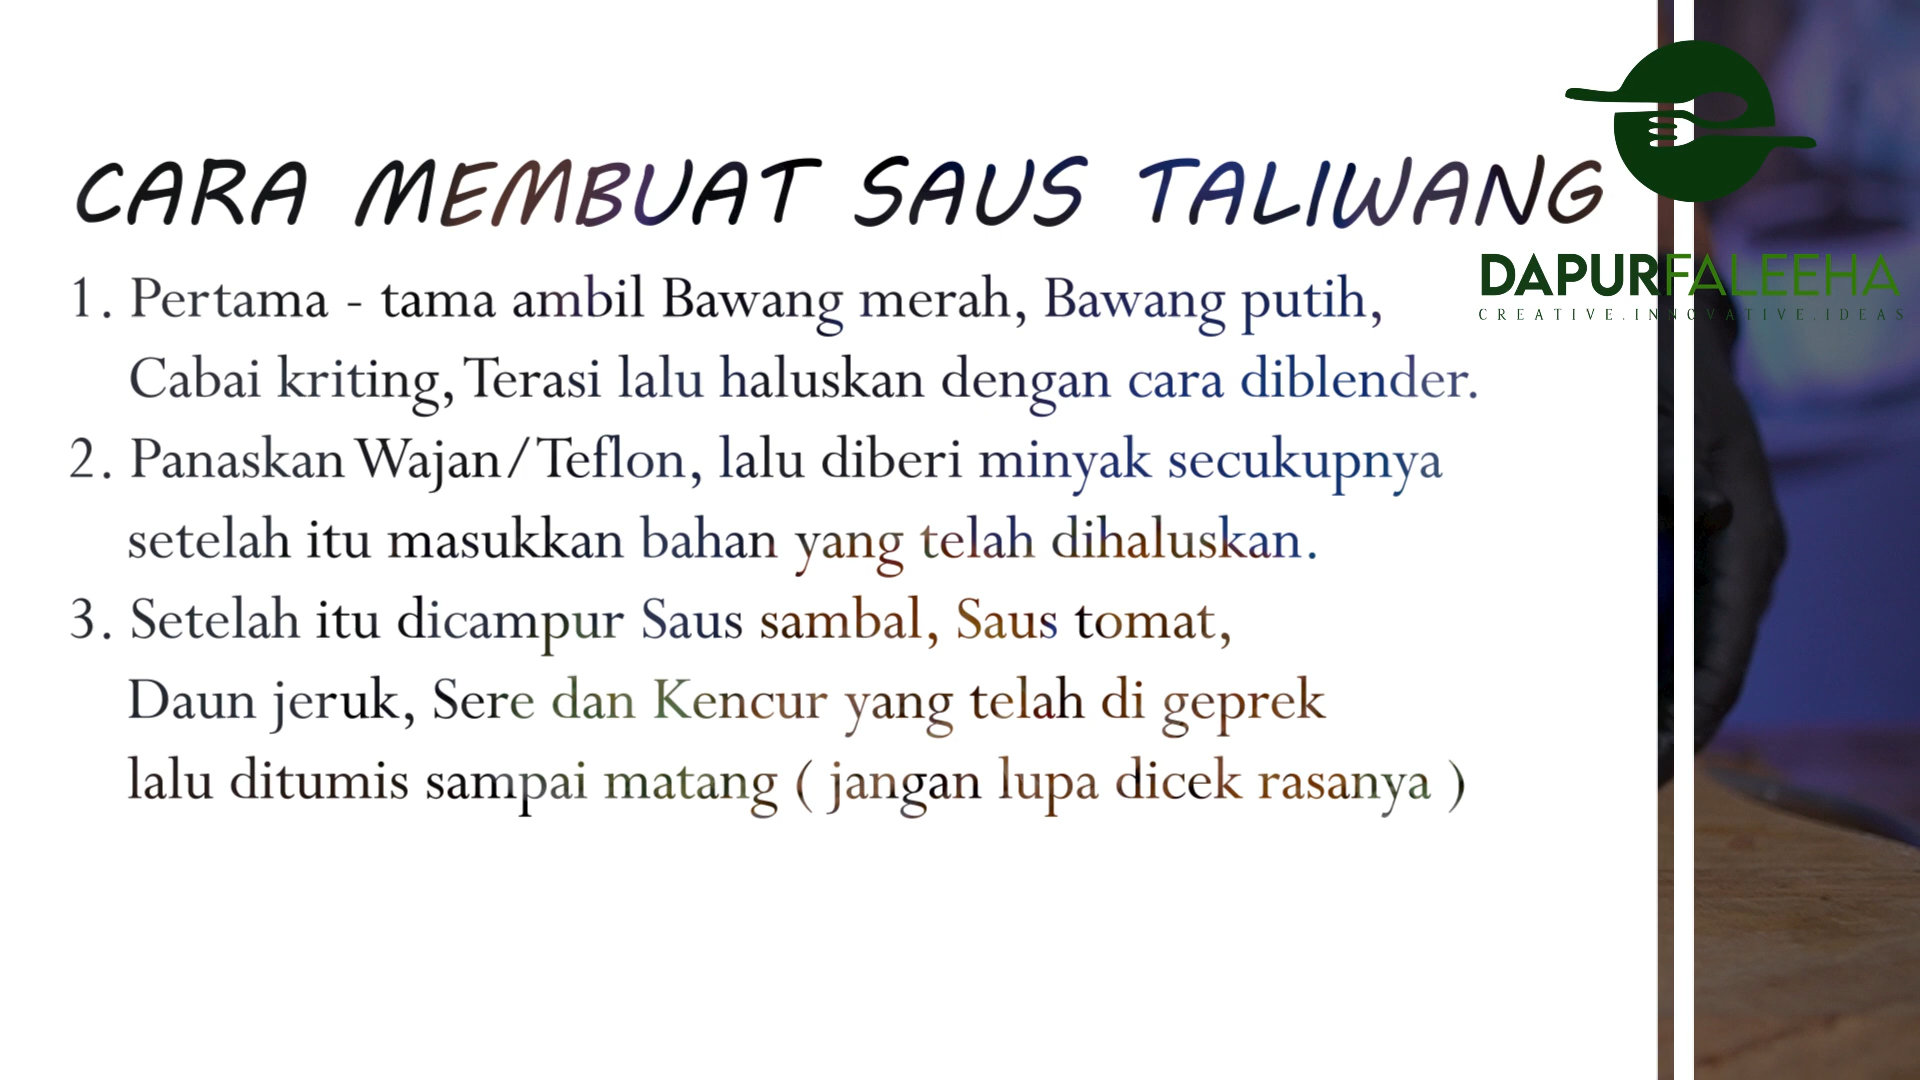 CARA MEMBUAT SAUS TALIWANG
1. Pertama - tama ambil Bawang merah, Bawang putih,
Cabai kriting, Terasi lalu haluskan dengan cara diblender.
2. Panaskan Wajan/Teflon, lalu diberi minyak secukupnya
setelah itu masukkan bahan yang telah dihaluskan.
3. Setelah itu dicampur Saus sambal, Saus tomat,
Daun jeruk, Sere dan Kencur yang telah di geprek
lalu ditumis sampai matang ( jangan lupa dicek rasanya )
DAPURFALEEHA
CREATIVE.INNOVATIVE.IDEAS